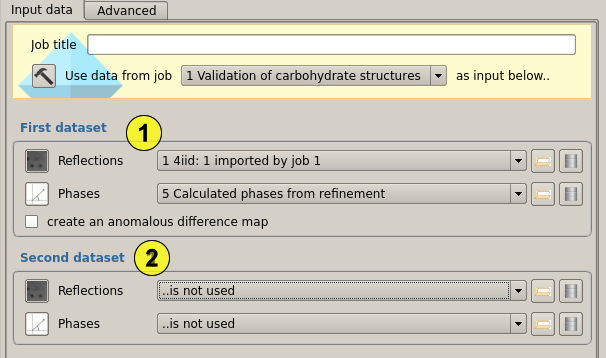 Input data Advanced
Job title
Use data from job 1 Validation of carbohydrate structures as input below..
First dataset 1
Reflections 1 4iid: 1 imported by job 1
Phases 5 Calculated phases from refinement
create an anomalous difference map
Second dataset 2
Reflections ..is not used
Phases ..is not used